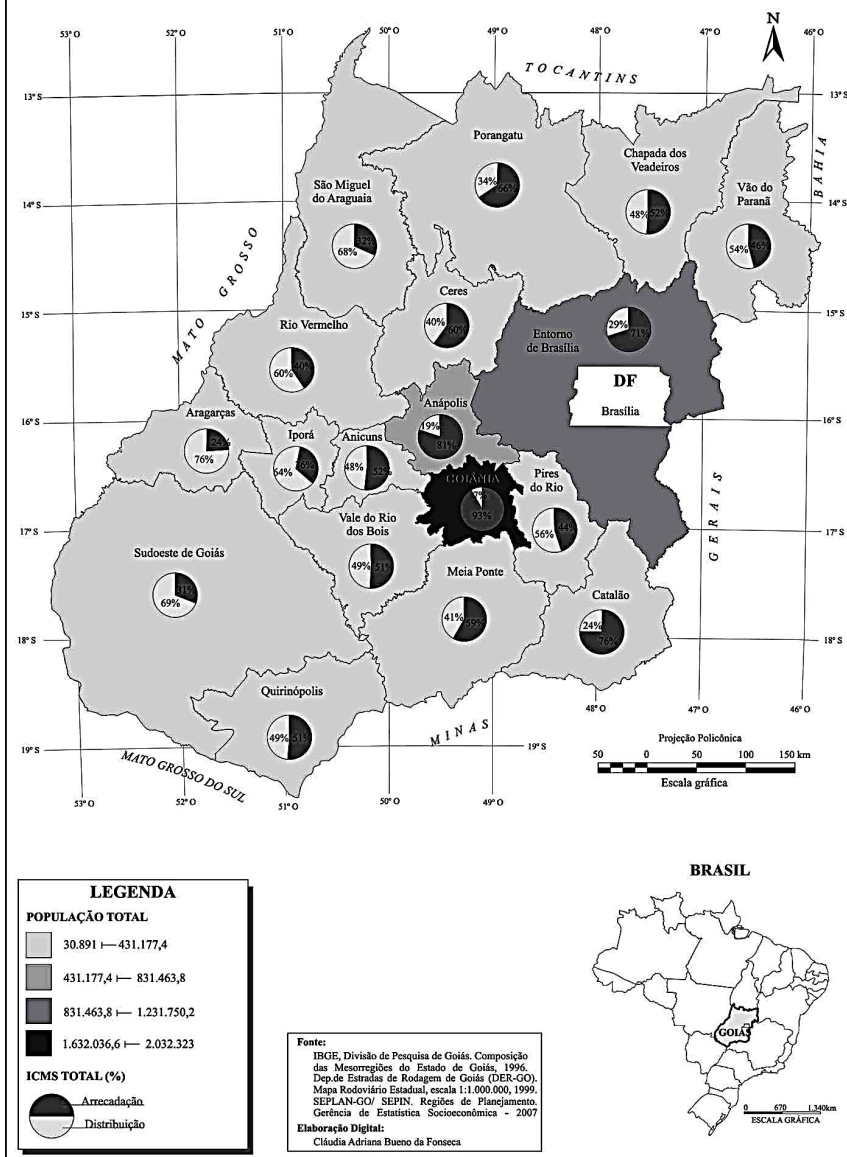 N
53° O
52° O
51° O
50° O
49° O
48° O
47° O
46° O
TOCANTINS
13° S
13° S
Porangatu
34%
66%
Chapada dos
Veadeiros
48%
52%
BAHIA
São Miguel
do Araguaia
32%
68%
Vão do
Paranã
54%
46%
14° S
14° S
MATO GROSSO
Ceres
40%
60%
15° S
15° S
Rio Vermelho
40%
60%
Entorno
de Brasília
29%
71%
DF
Brasília
Anápolis
19%
81%
16° S
16° S
Aragarças
24%
76%
Iporá
36%
64%
Anicuns
48%
52%
GOIÂNIA
7%
93%
Pires
do Rio
44%
56%
GERAIS
17° S
17° S
Vale do Rio
dos Bois
49%
51%
Sudoeste de Goiás
31%
69%
Meia Ponte
41%
59%
Catalão
24%
76%
18° S
18° S
Quirinópolis
49%
51%
MINAS
48° O
47° O
46° O
19° S
19° S
MATO GROSSO DO SUL
53° O
52° O
51° O
50° O
49° O
Projeção Policônica
50 0 50 100 150 km
Escala gráfica
LEGENDA
POPULAÇÃO TOTAL
30.891 ⟝ 431.177,4
431.177,4 ⟝ 831.463,8
831.463,8 ⟝ 1.231.750,2
1.632.036,6 ⟝ 2.032.323
ICMS TOTAL (%)
Arrecadação
Distribuição
Fonte:
IBGE, Divisão de Pesquisa de Goiás. Composição
das Mesorregiões do Estado de Goiás, 1996.
Dep.de Estradas de Rodagem de Goiás (DER-GO).
Mapa Rodoviário Estadual, escala 1:1.000.000, 1999.
SEPLAN-GO/ SEPIN. Regiões de Planejamento.
Gerência de Estatística Socioeconômica - 2007
Elaboração Digital:
Cláudia Adriana Bueno da Fonseca
BRASIL
GOIÁS
0 670 1.340km
ESCALA GRÁFICA